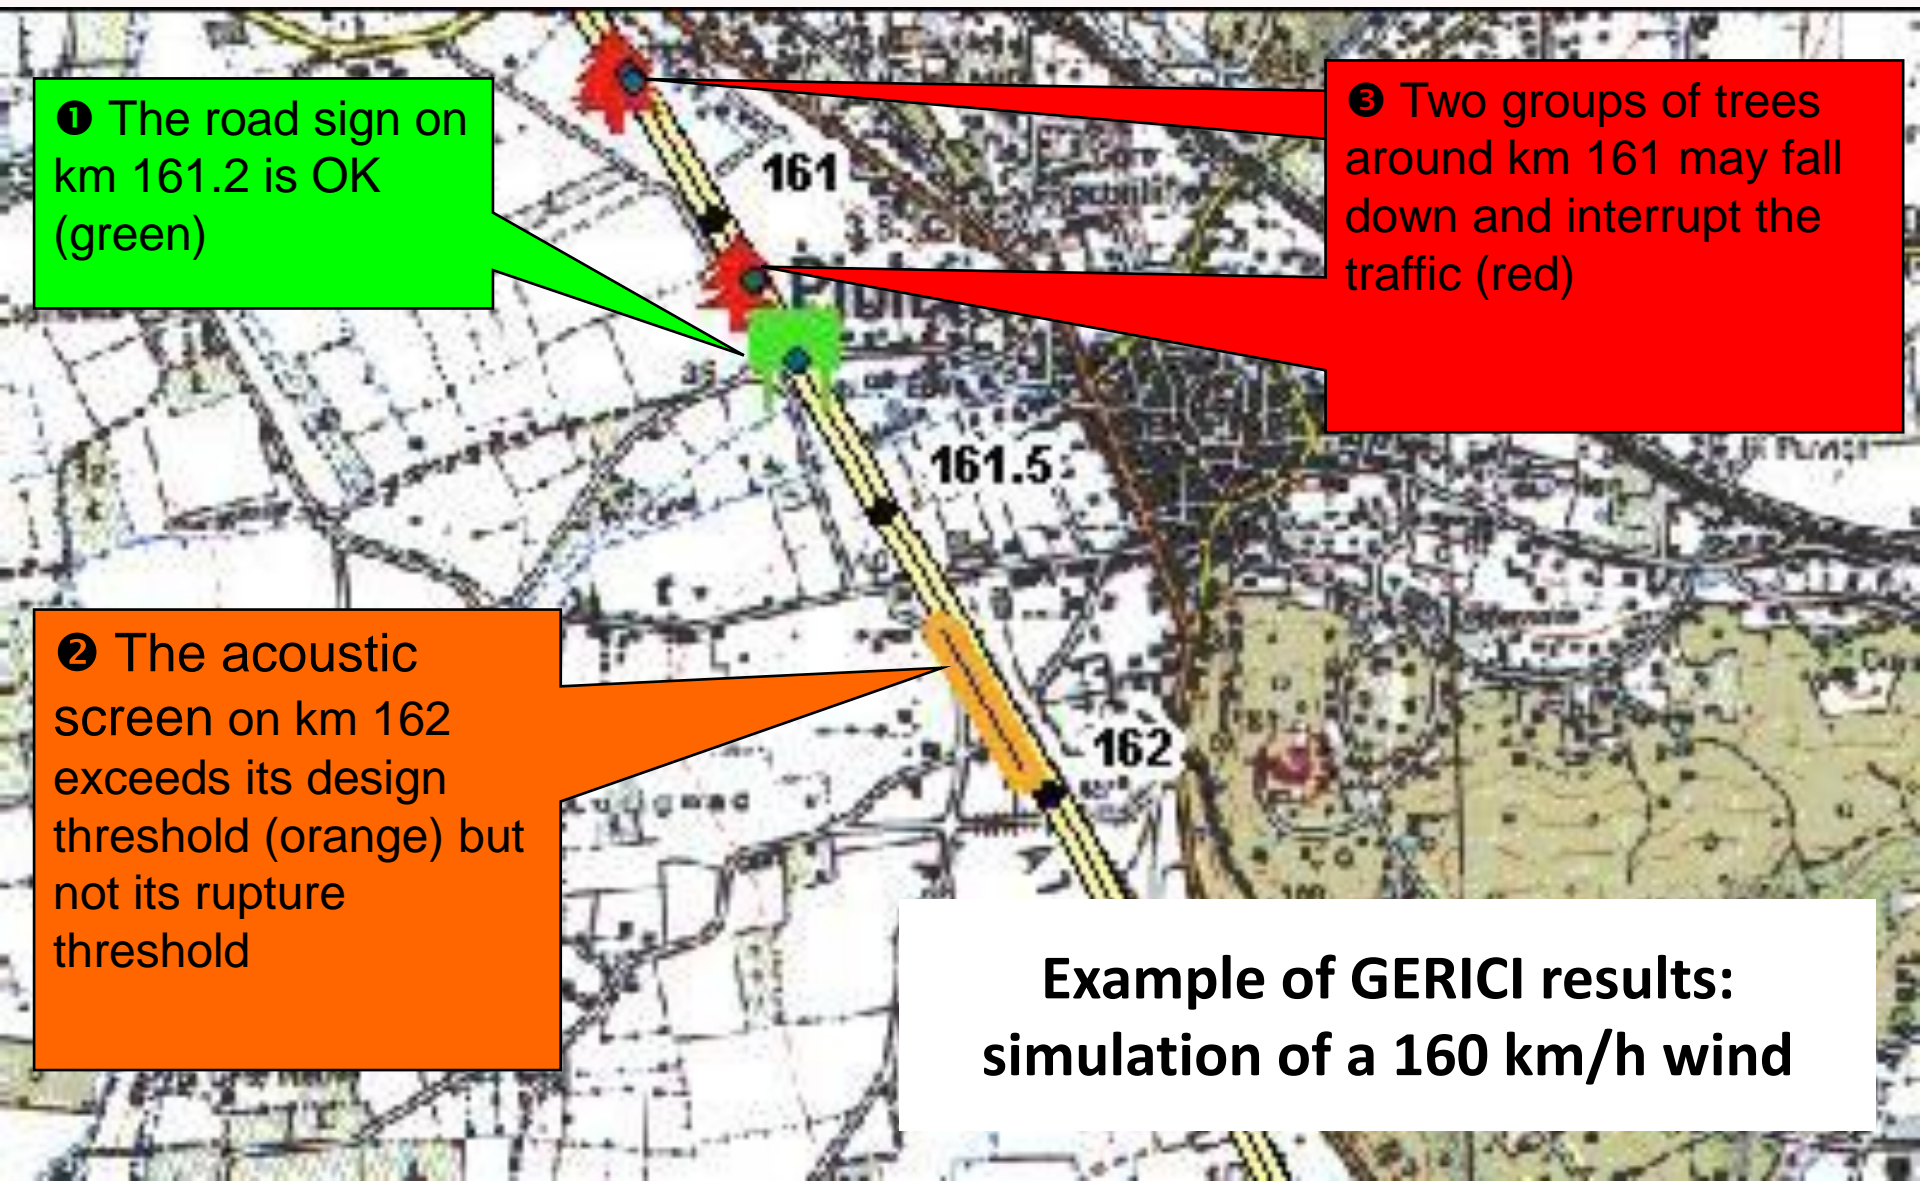 ❶ The road sign on
km 161.2 is OK
(green)
❸ Two groups of trees
around km 161 may fall
down and interrupt the
traffic (red)
161
161.5
❷ The acoustic
screen on km 162
exceeds its design
threshold (orange) but
not its rupture
threshold
162
Example of GERICI results:
simulation of a 160 km/h wind